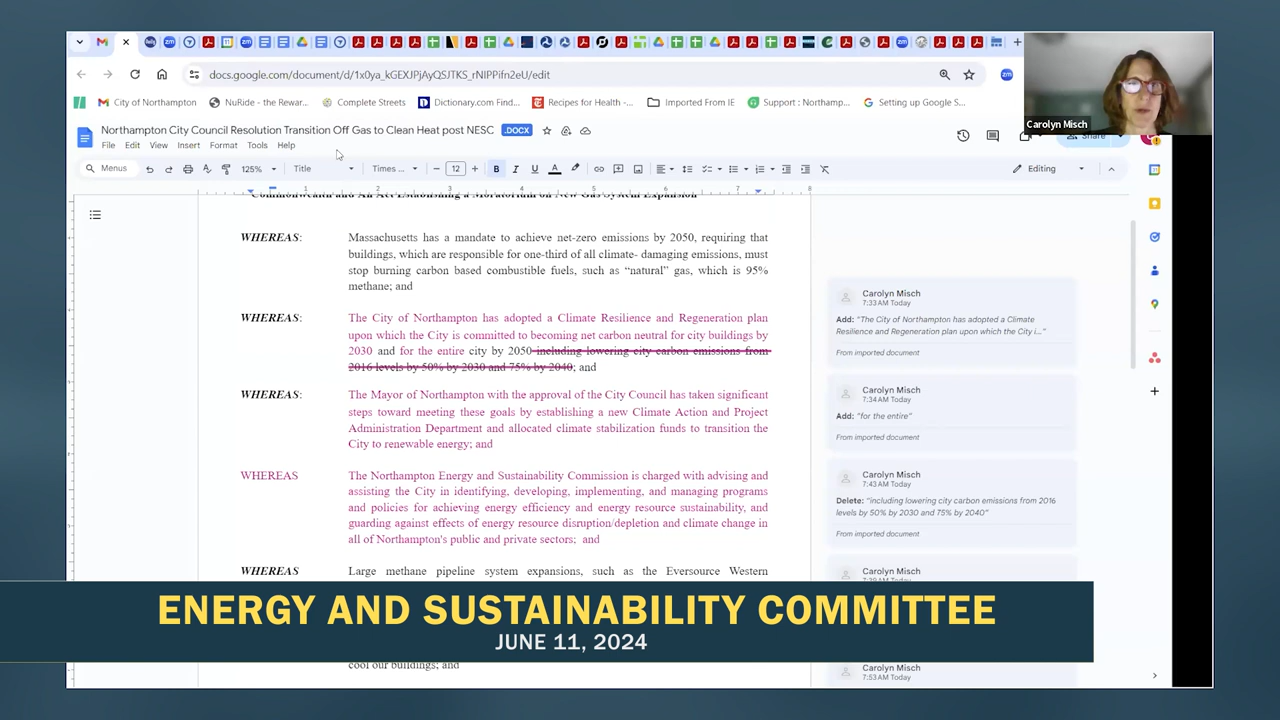 docs.google.com/document/d/1x0ya_kGEXJPjAyQSJTKS_rNIPPifn2eU/edit
City of Northampton
NuRide - the Rewar...
Complete Streets
Dictionary.com Find...
Recipes for Health -...
Imported From IE
Support : Northamp...
Setting up Google S...
Carolyn Misch
Northampton City Council Resolution Transition Off Gas to Clean Heat post NESC .DOCX
Share
File Edit View Insert Format Tools Help
Menus 125% Title Times ... 12 Editing
Commonwealth and An Act Establishing a Moratorium on New Gas System Expansion
WHEREAS: Massachusetts has a mandate to achieve net-zero emissions by 2050, requiring that
buildings, which are responsible for one-third of all climate- damaging emissions, must
stop burning carbon based combustible fuels, such as “natural” gas, which is 95%
methane; and
WHEREAS: The City of Northampton has adopted a Climate Resilience and Regeneration plan
upon which the City is committed to becoming net carbon neutral for city buildings by
2030 and for the entire city by 2050 including lowering city carbon emissions from
2016 levels by 50% by 2030 and 75% by 2040; and
WHEREAS: The Mayor of Northampton with the approval of the City Council has taken significant
steps toward meeting these goals by establishing a new Climate Action and Project
Administration Department and allocated climate stabilization funds to transition the
City to renewable energy; and
WHEREAS The Northampton Energy and Sustainability Commission is charged with advising and
assisting the City in identifying, developing, implementing, and managing programs
and policies for achieving energy efficiency and energy resource sustainability, and
guarding against effects of energy resource disruption/depletion and climate change in
all of Northampton's public and private sectors; and
WHEREAS Large methane pipeline system expansions, such as the Eversource Western
cool our buildings; and
Carolyn Misch
7:33 AM Today
Add: “The City of Northampton has adopted a Climate
Resilience and Regeneration plan upon which the City i...”
From imported document
Carolyn Misch
7:34 AM Today
Add: “for the entire”
From imported document
Carolyn Misch
7:43 AM Today
Delete: “including lowering city carbon emissions from 2016
levels by 50% by 2030 and 75% by 2040”
From imported document
Carolyn Misch
Carolyn Misch
7:53 AM Today
ENERGY AND SUSTAINABILITY COMMITTEE
JUNE 11, 2024